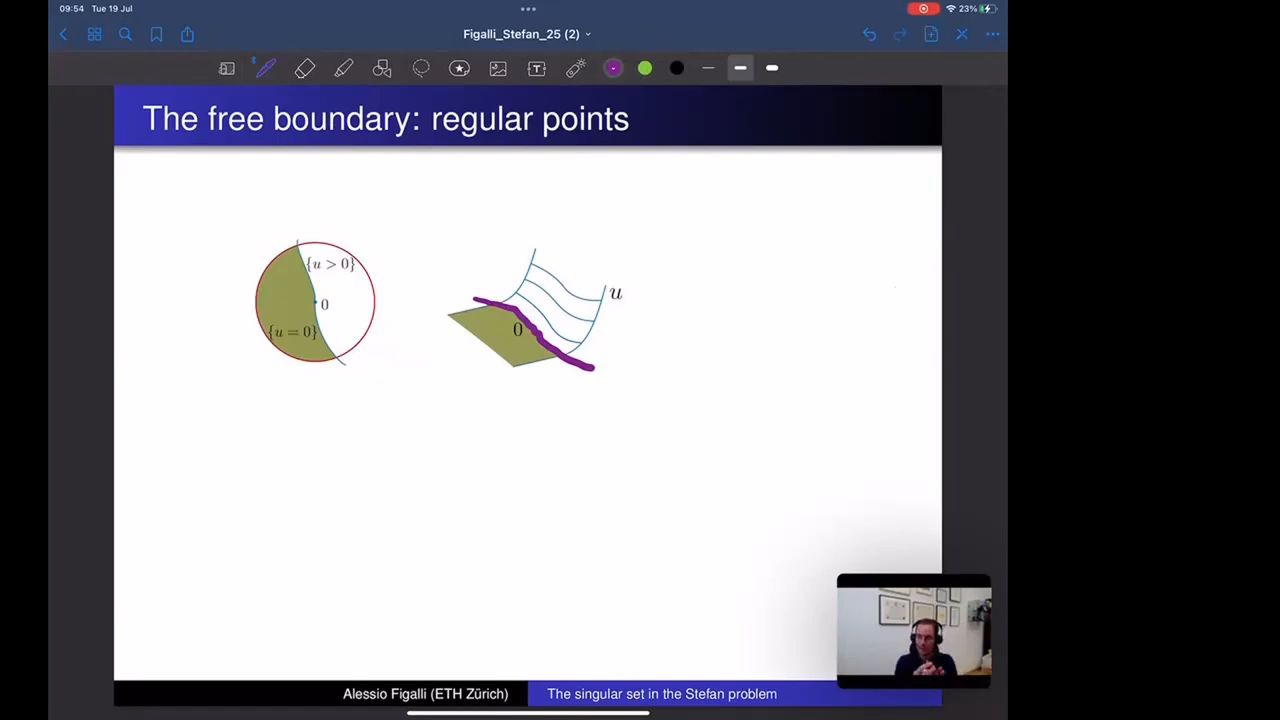 09:54 Tue 19 Jul
23%
Figalli_Stefan_25 (2)
The free boundary: regular points
{u > 0}
0
{u = 0}
u
0
Alessio Figalli (ETH Zürich)
The singular set in the Stefan problem